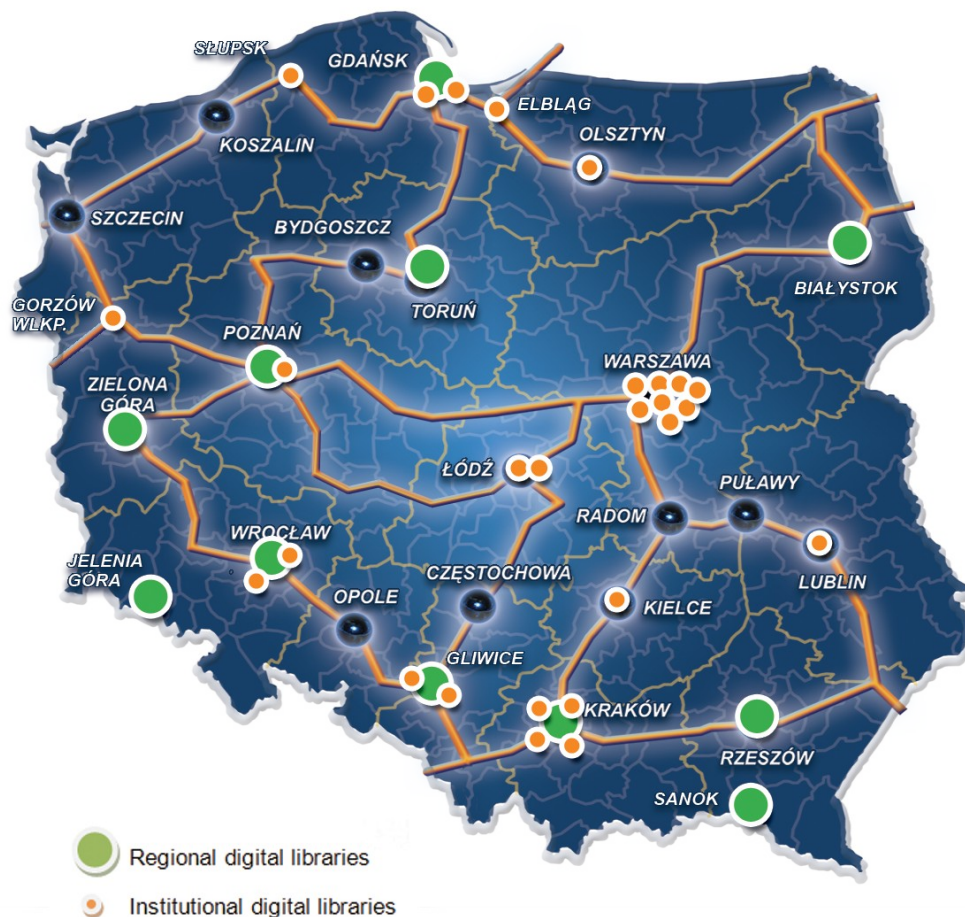 SŁUPSK
GDAŃSK
ELBLĄG
KOSZALIN
OLSZTYN
SZCZECIN
BYDGOSZCZ
BIAŁYSTOK
GORZÓW
WLKP.
TORUŃ
POZNAŃ
WARSZAWA
ZIELONA
GÓRA
ŁÓDŹ
PUŁAWY
RADOM
WROCŁAW
JELENIA
GÓRA
CZĘSTOCHOWA
LUBLIN
OPOLE
KIELCE
GLIWICE
KRAKÓW
RZESZÓW
SANOK
Regional digital libraries
Institutional digital libraries